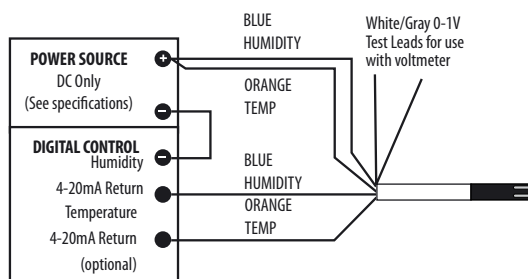 POWER SOURCE
DC Only
(See specifications)
+
−
DIGITAL CONTROL
Humidity
−
4-20mA Return
Temperature
4-20mA Return
(optional)
BLUE
HUMIDITY
ORANGE
TEMP
BLUE
HUMIDITY
ORANGE
TEMP
White/Gray 0-1V
Test Leads for use
with voltmeter